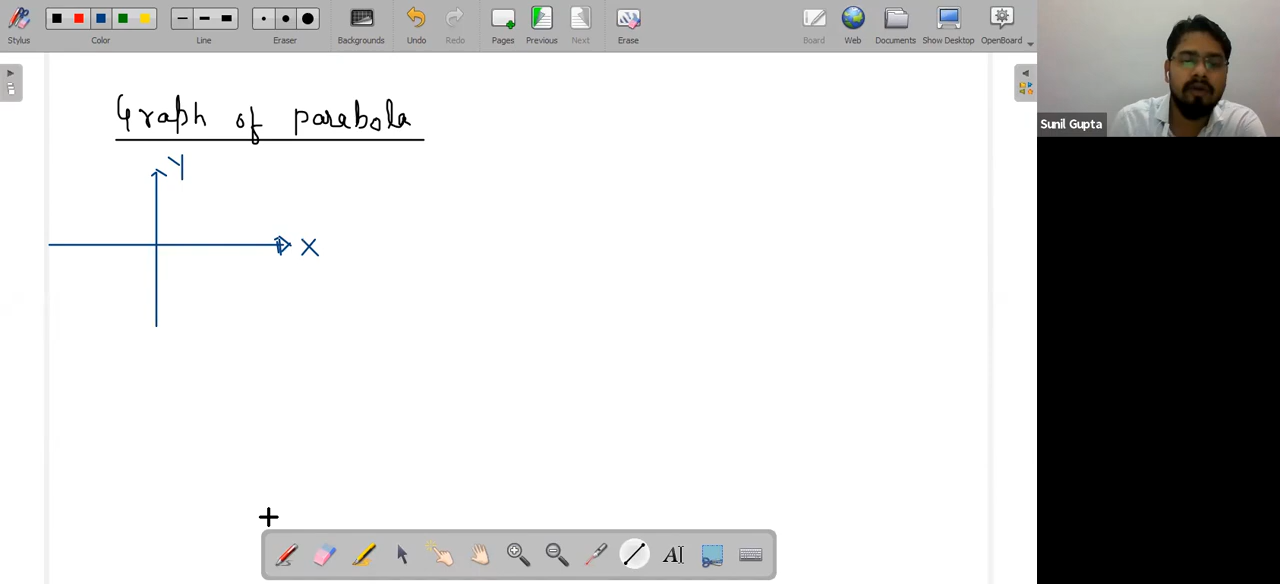 Stylus Color Line Eraser Backgrounds Undo Redo Pages Previous Next Erase Board Web Documents Show Desktop OpenBoard
Graph of parabola
Y
X
Sunil Gupta
AI